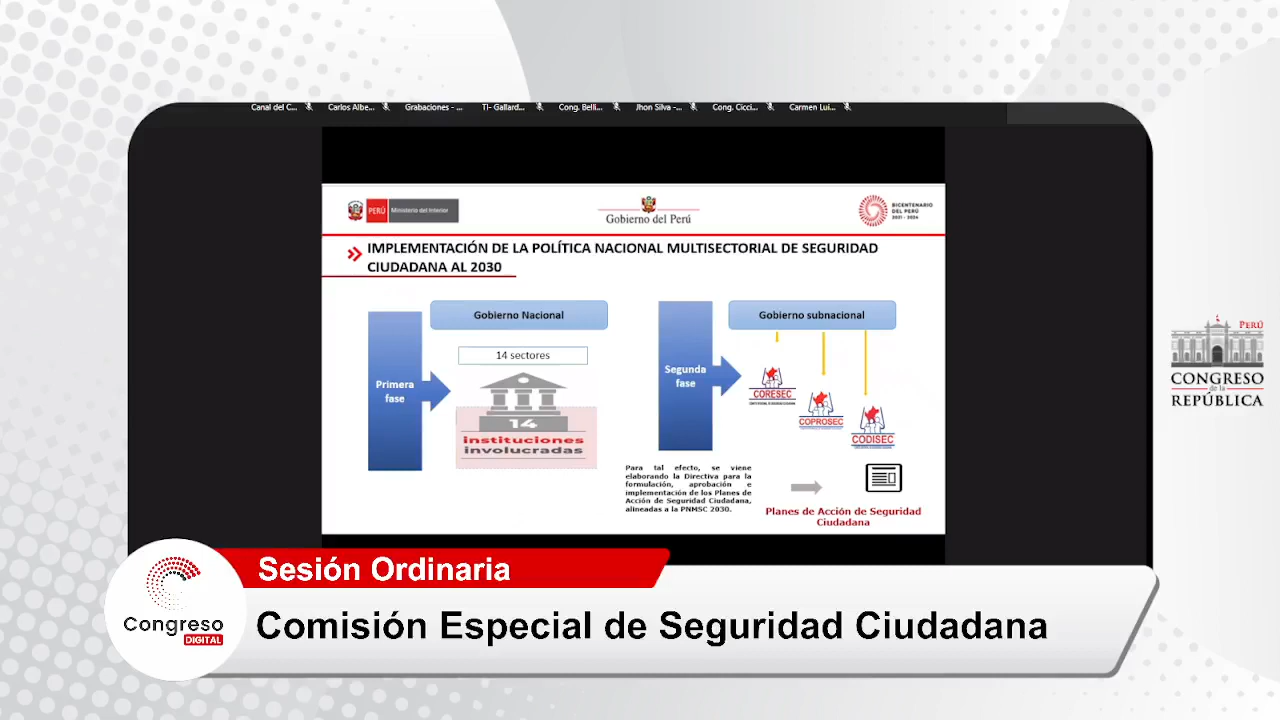 Canal del C... Carlos Albe... Grabaciones - ... TI- Gallard... Cong. Belli... Jhon Silva -... Cong. Cicci... Carmen Lui...
PERÚ Ministerio del Interior
Gobierno del Perú
BICENTENARIO
DEL PERÚ
2021 - 2024
IMPLEMENTACIÓN DE LA POLÍTICA NACIONAL MULTISECTORIAL DE SEGURIDAD
CIUDADANA AL 2030
Gobierno Nacional
Gobierno subnacional
14 sectores
Primera
fase
14
instituciones
involucradas
Segunda
fase
CORESEC
COPROSEC
CODISEC
Para tal efecto, se viene
elaborando la Directiva para la
formulación, aprobación e
implementación de los Planes de
Acción de Seguridad Ciudadana,
alineadas a la PNMSC 2030.
Planes de Acción de Seguridad
Ciudadana
PERÚ
CONGRESO
de la
REPÚBLICA
Sesión Ordinaria
Congreso
DIGITAL
Comisión Especial de Seguridad Ciudadana